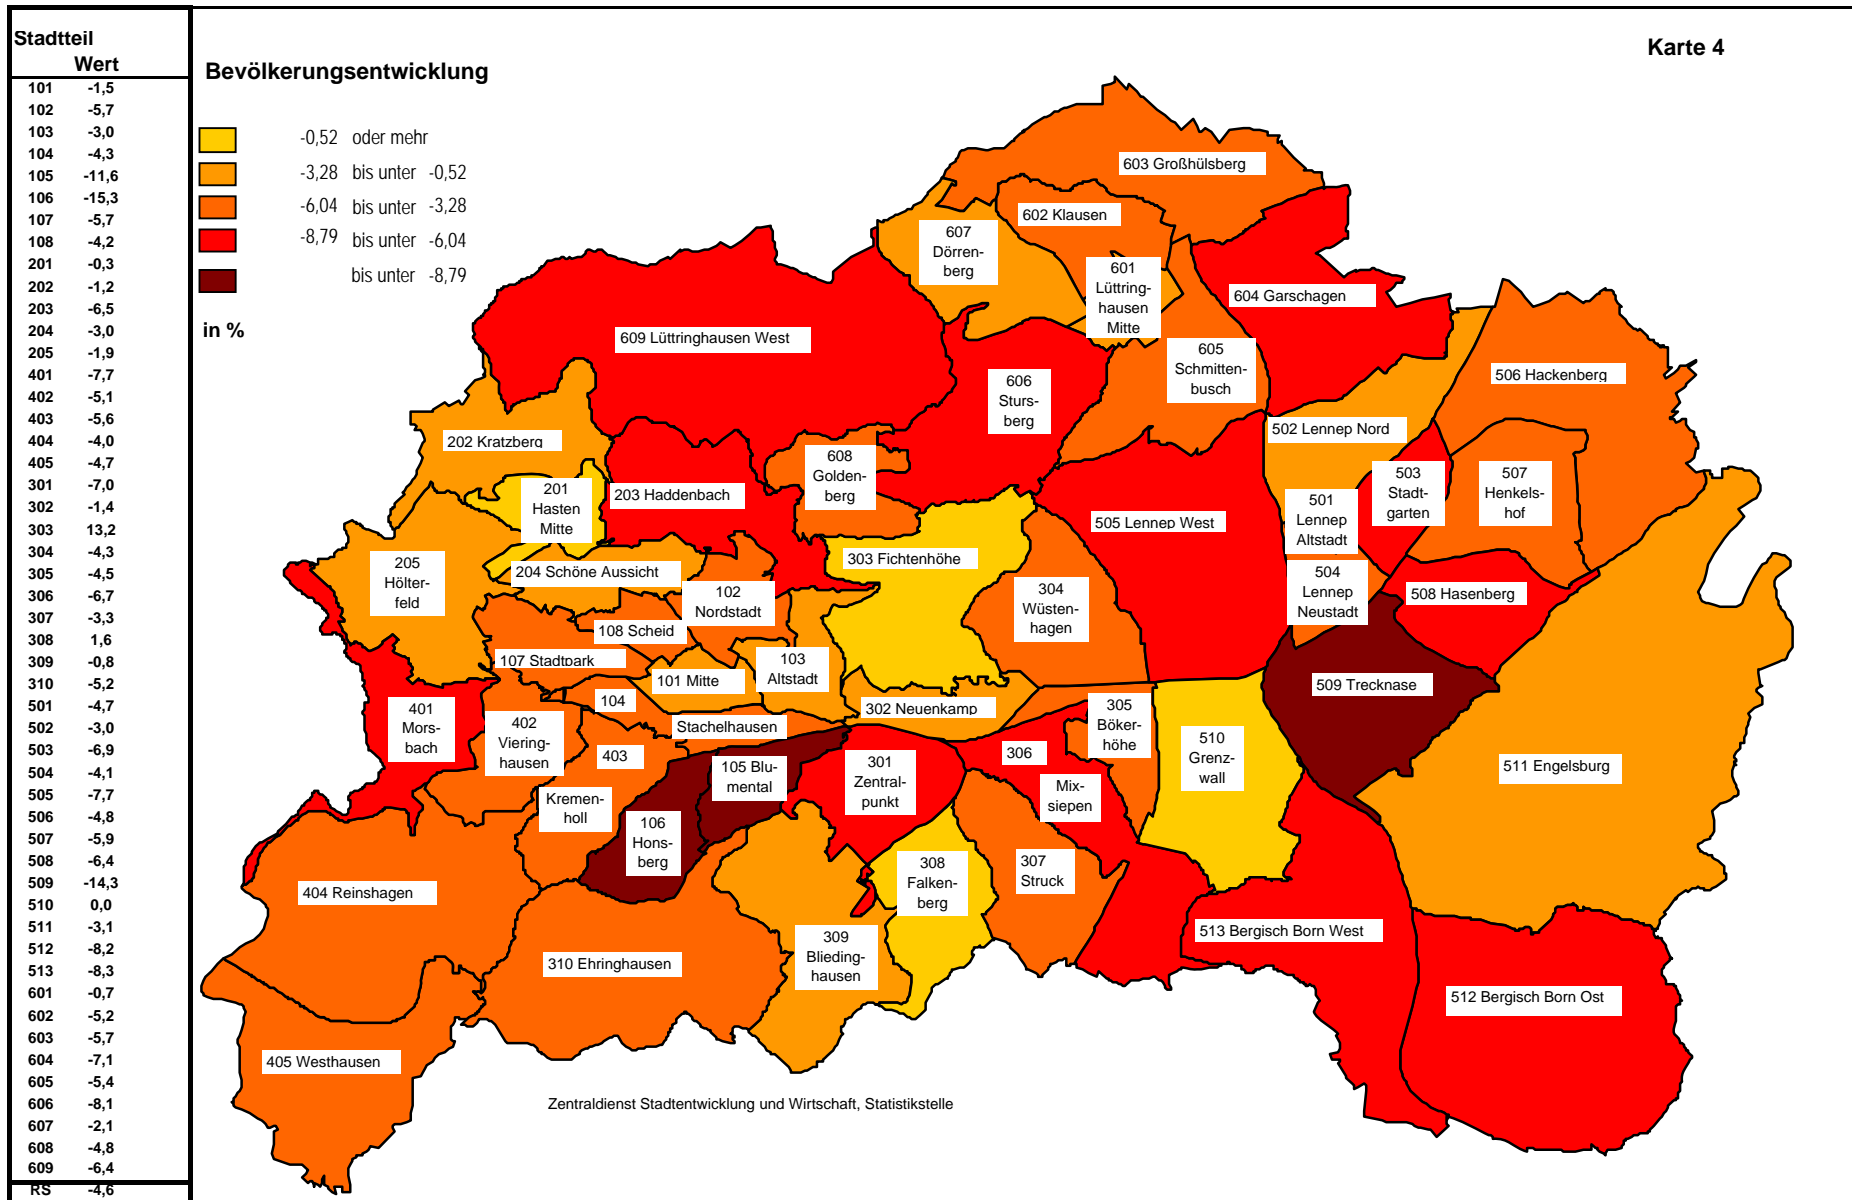 Stadtteil
Wert
101 -1,5
102 -5,7
103 -3,0
104 -4,3
105 -11,6
106 -15,3
107 -5,7
108 -4,2
201 -0,3
202 -1,2
203 -6,5
204 -3,0
205 -1,9
401 -7,7
402 -5,1
403 -5,6
404 -4,0
405 -4,7
301 -7,0
302 -1,4
303 13,2
304 -4,3
305 -4,5
306 -6,7
307 -3,3
308 1,6
309 -0,8
310 -5,2
501 -4,7
502 -3,0
503 -6,9
504 -4,1
505 -7,7
506 -4,8
507 -5,9
508 -6,4
509 -14,3
510 0,0
511 -3,1
512 -8,2
513 -8,3
601 -0,7
602 -5,2
603 -5,7
604 -7,1
605 -5,4
606 -8,1
607 -2,1
608 -4,8
609 -6,4
RS -4,6
Karte 4
Bevölkerungsentwicklung
-0,52 oder mehr
-3,28 bis unter -0,52
-6,04 bis unter -3,28
-8,79 bis unter -6,04
bis unter -8,79
in %
603 Großhülsberg
602 Klausen
607
Dörren-
berg
601
Lüttring-
hausen
Mitte
604 Garschagen
609 Lüttringhausen West
605
Schmitten-
busch
606
Sturs-
berg
506 Hackenberg
502 Lennep Nord
202 Kratzberg
608
Golden-
berg
503
Stadt-
garten
507
Henkels-
hof
201
Hasten
Mitte
203 Haddenbach
501
Lennep
Altstadt
505 Lennep West
303 Fichtenhöhe
205
Hölter-
feld
204 Schöne Aussicht
102
Nordstadt
304
Wüsten-
hagen
504
Lennep
Neustadt
508 Hasenberg
108 Scheid
107 Stadtpark
103
Altstadt
101 Mitte
509 Trecknase
104
Stachelhausen
302 Neuenkamp
305
Böker-
höhe
401
Mors-
bach
402
Viering-
hausen
403
Kremen-
holl
105 Blu-
mental
301
Zentral-
punkt
306
Mix-
siepen
510
Grenz-
wall
511 Engelsburg
106
Hons-
berg
308
Falken-
berg
307
Struck
404 Reinshagen
513 Bergisch Born West
309
Blieding-
hausen
310 Ehringhausen
512 Bergisch Born Ost
405 Westhausen
Zentraldienst Stadtentwicklung und Wirtschaft, Statistikstelle